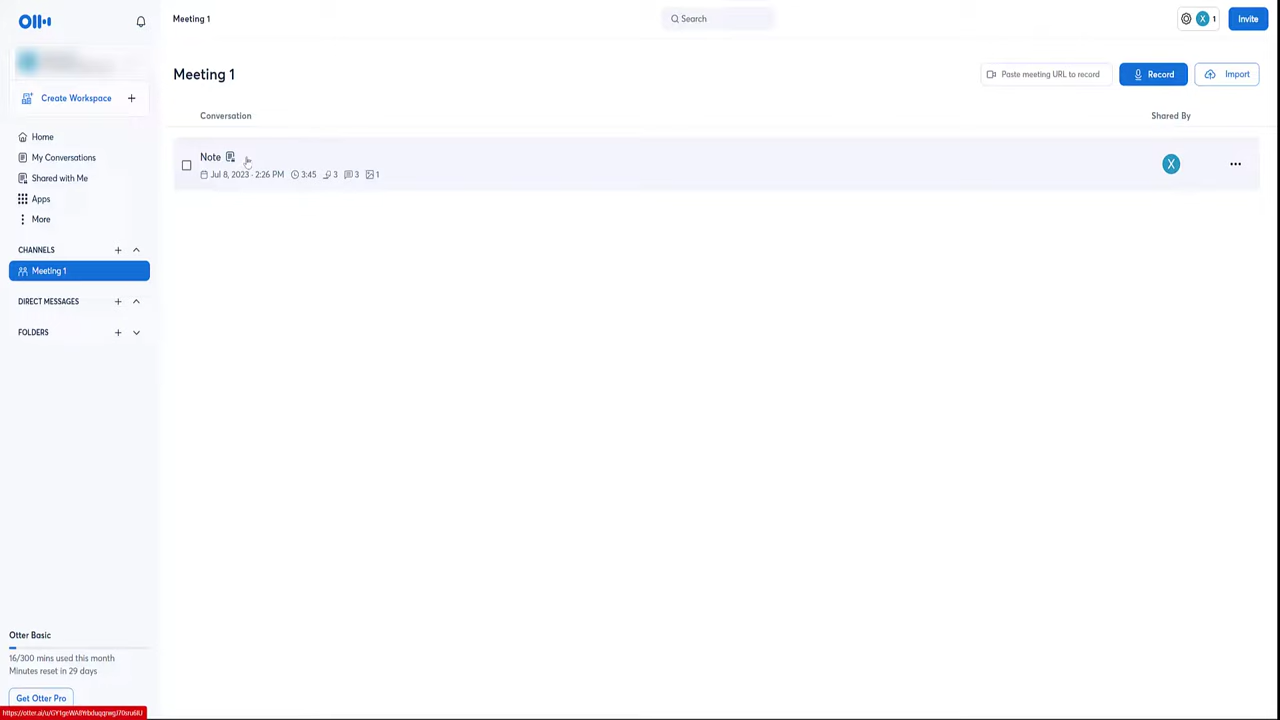 Meeting 1
Search
X 1
Invite
Create Workspace +
Meeting 1
Paste meeting URL to record
Record
Import
Home
My Conversations
Shared with Me
Apps
More
Conversation
Shared By
Note
Jul 8, 2023 · 2:26 PM 3:45 3 3 1
X
CHANNELS +
Meeting 1
DIRECT MESSAGES +
FOLDERS +
Otter Basic
16/300 mins used this month
Minutes reset in 29 days
Get Otter Pro